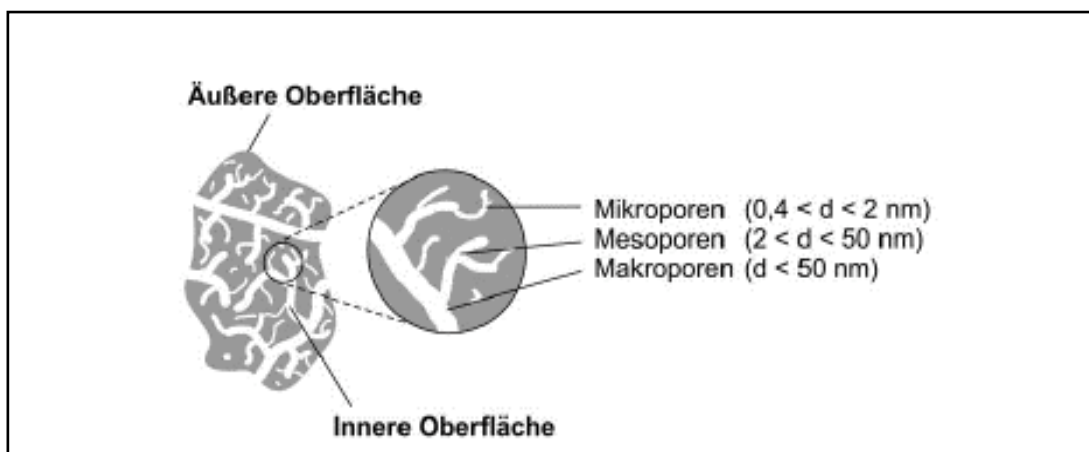 Äußere Oberfläche
Mikroporen (0,4 < d < 2 nm)
Mesoporen (2 < d < 50 nm)
Makroporen (d < 50 nm)
Innere Oberfläche